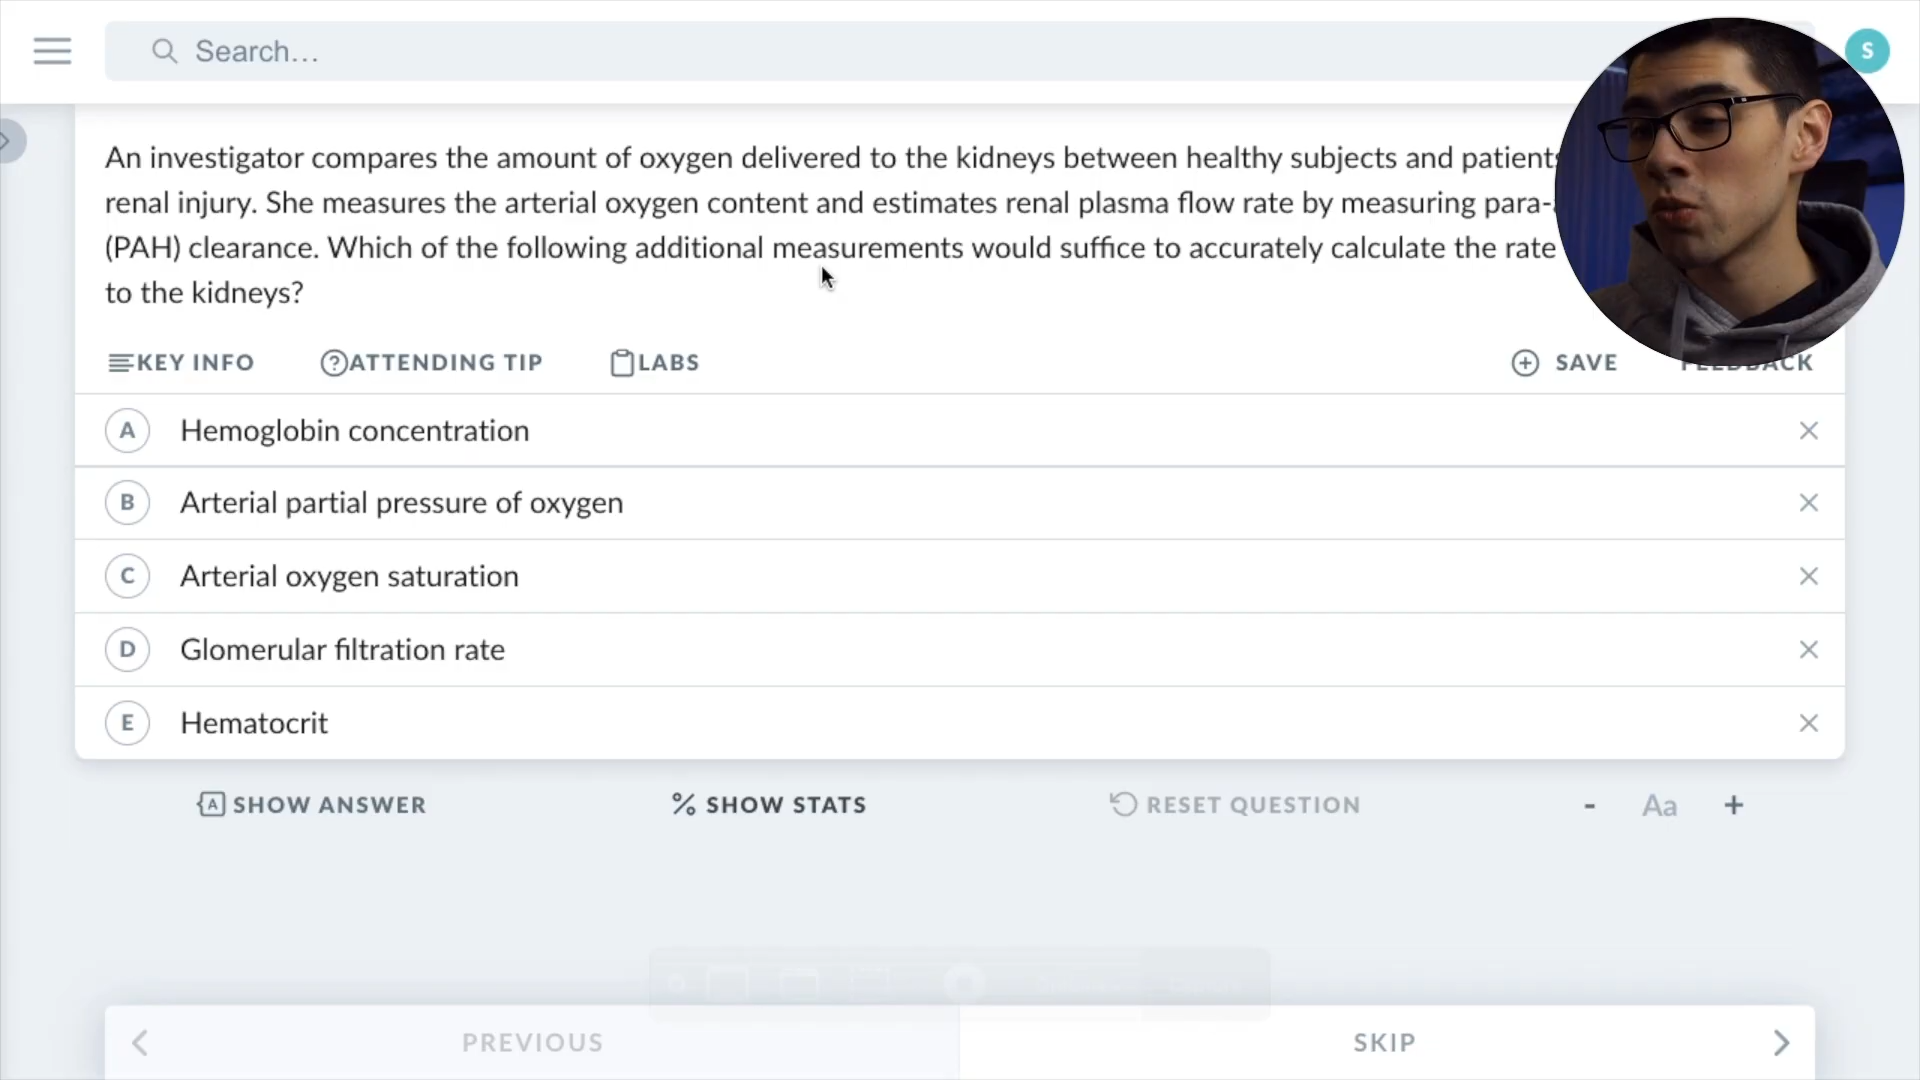 Search...
S
An investigator compares the amount of oxygen delivered to the kidneys between healthy subjects and patients
renal injury. She measures the arterial oxygen content and estimates renal plasma flow rate by measuring para-
(PAH) clearance. Which of the following additional measurements would suffice to accurately calculate the rate
to the kidneys?
KEY INFO
ATTENDING TIP
LABS
SAVE
FEEDBACK
A Hemoglobin concentration
B Arterial partial pressure of oxygen
C Arterial oxygen saturation
D Glomerular filtration rate
E Hematocrit
A SHOW ANSWER
% SHOW STATS
RESET QUESTION
- Aa +
PREVIOUS
SKIP